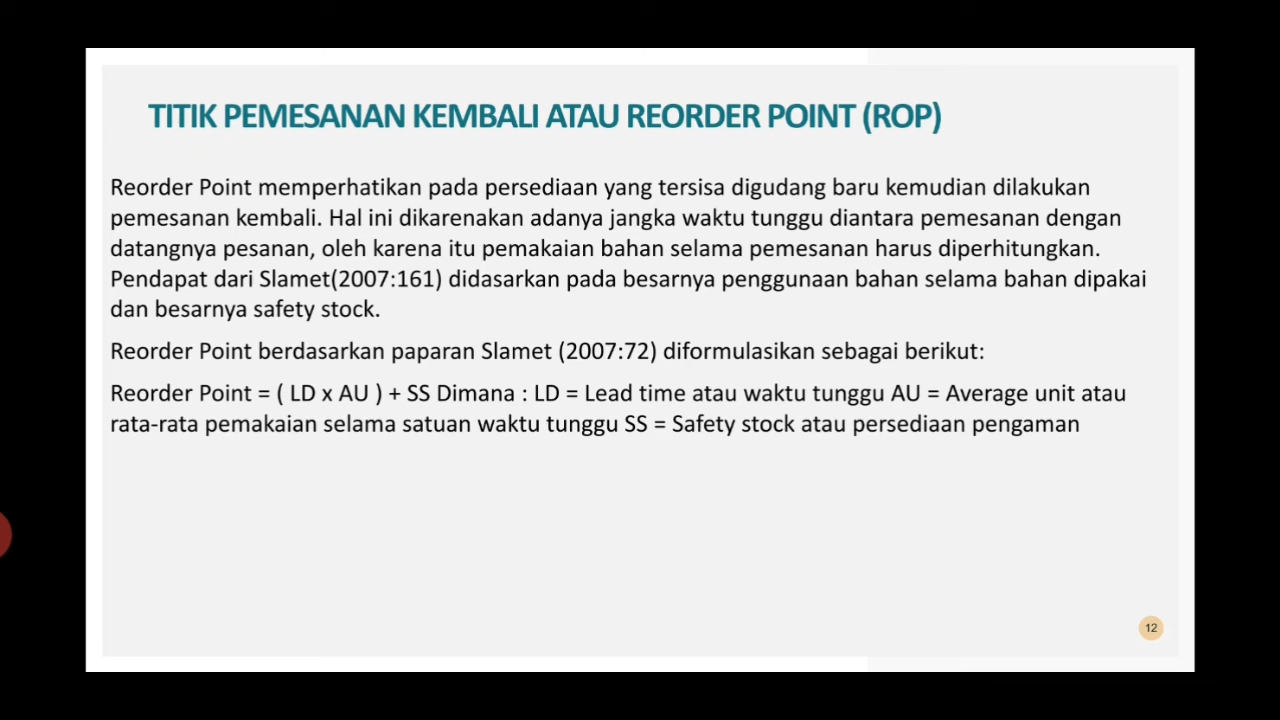 TITIK PEMESANAN KEMBALI ATAU REORDER POINT (ROP)
Reorder Point memperhatikan pada persediaan yang tersisa digudang baru kemudian dilakukan
pemesanan kembali. Hal ini dikarenakan adanya jangka waktu tunggu diantara pemesanan dengan
datangnya pesanan, oleh karena itu pemakaian bahan selama pemesanan harus diperhitungkan.
Pendapat dari Slamet(2007:161) didasarkan pada besarnya penggunaan bahan selama bahan dipakai
dan besarnya safety stock.
Reorder Point berdasarkan paparan Slamet (2007:72) diformulasikan sebagai berikut:
Reorder Point = ( LD x AU ) + SS Dimana : LD = Lead time atau waktu tunggu AU = Average unit atau
rata-rata pemakaian selama satuan waktu tunggu SS = Safety stock atau persediaan pengaman
12